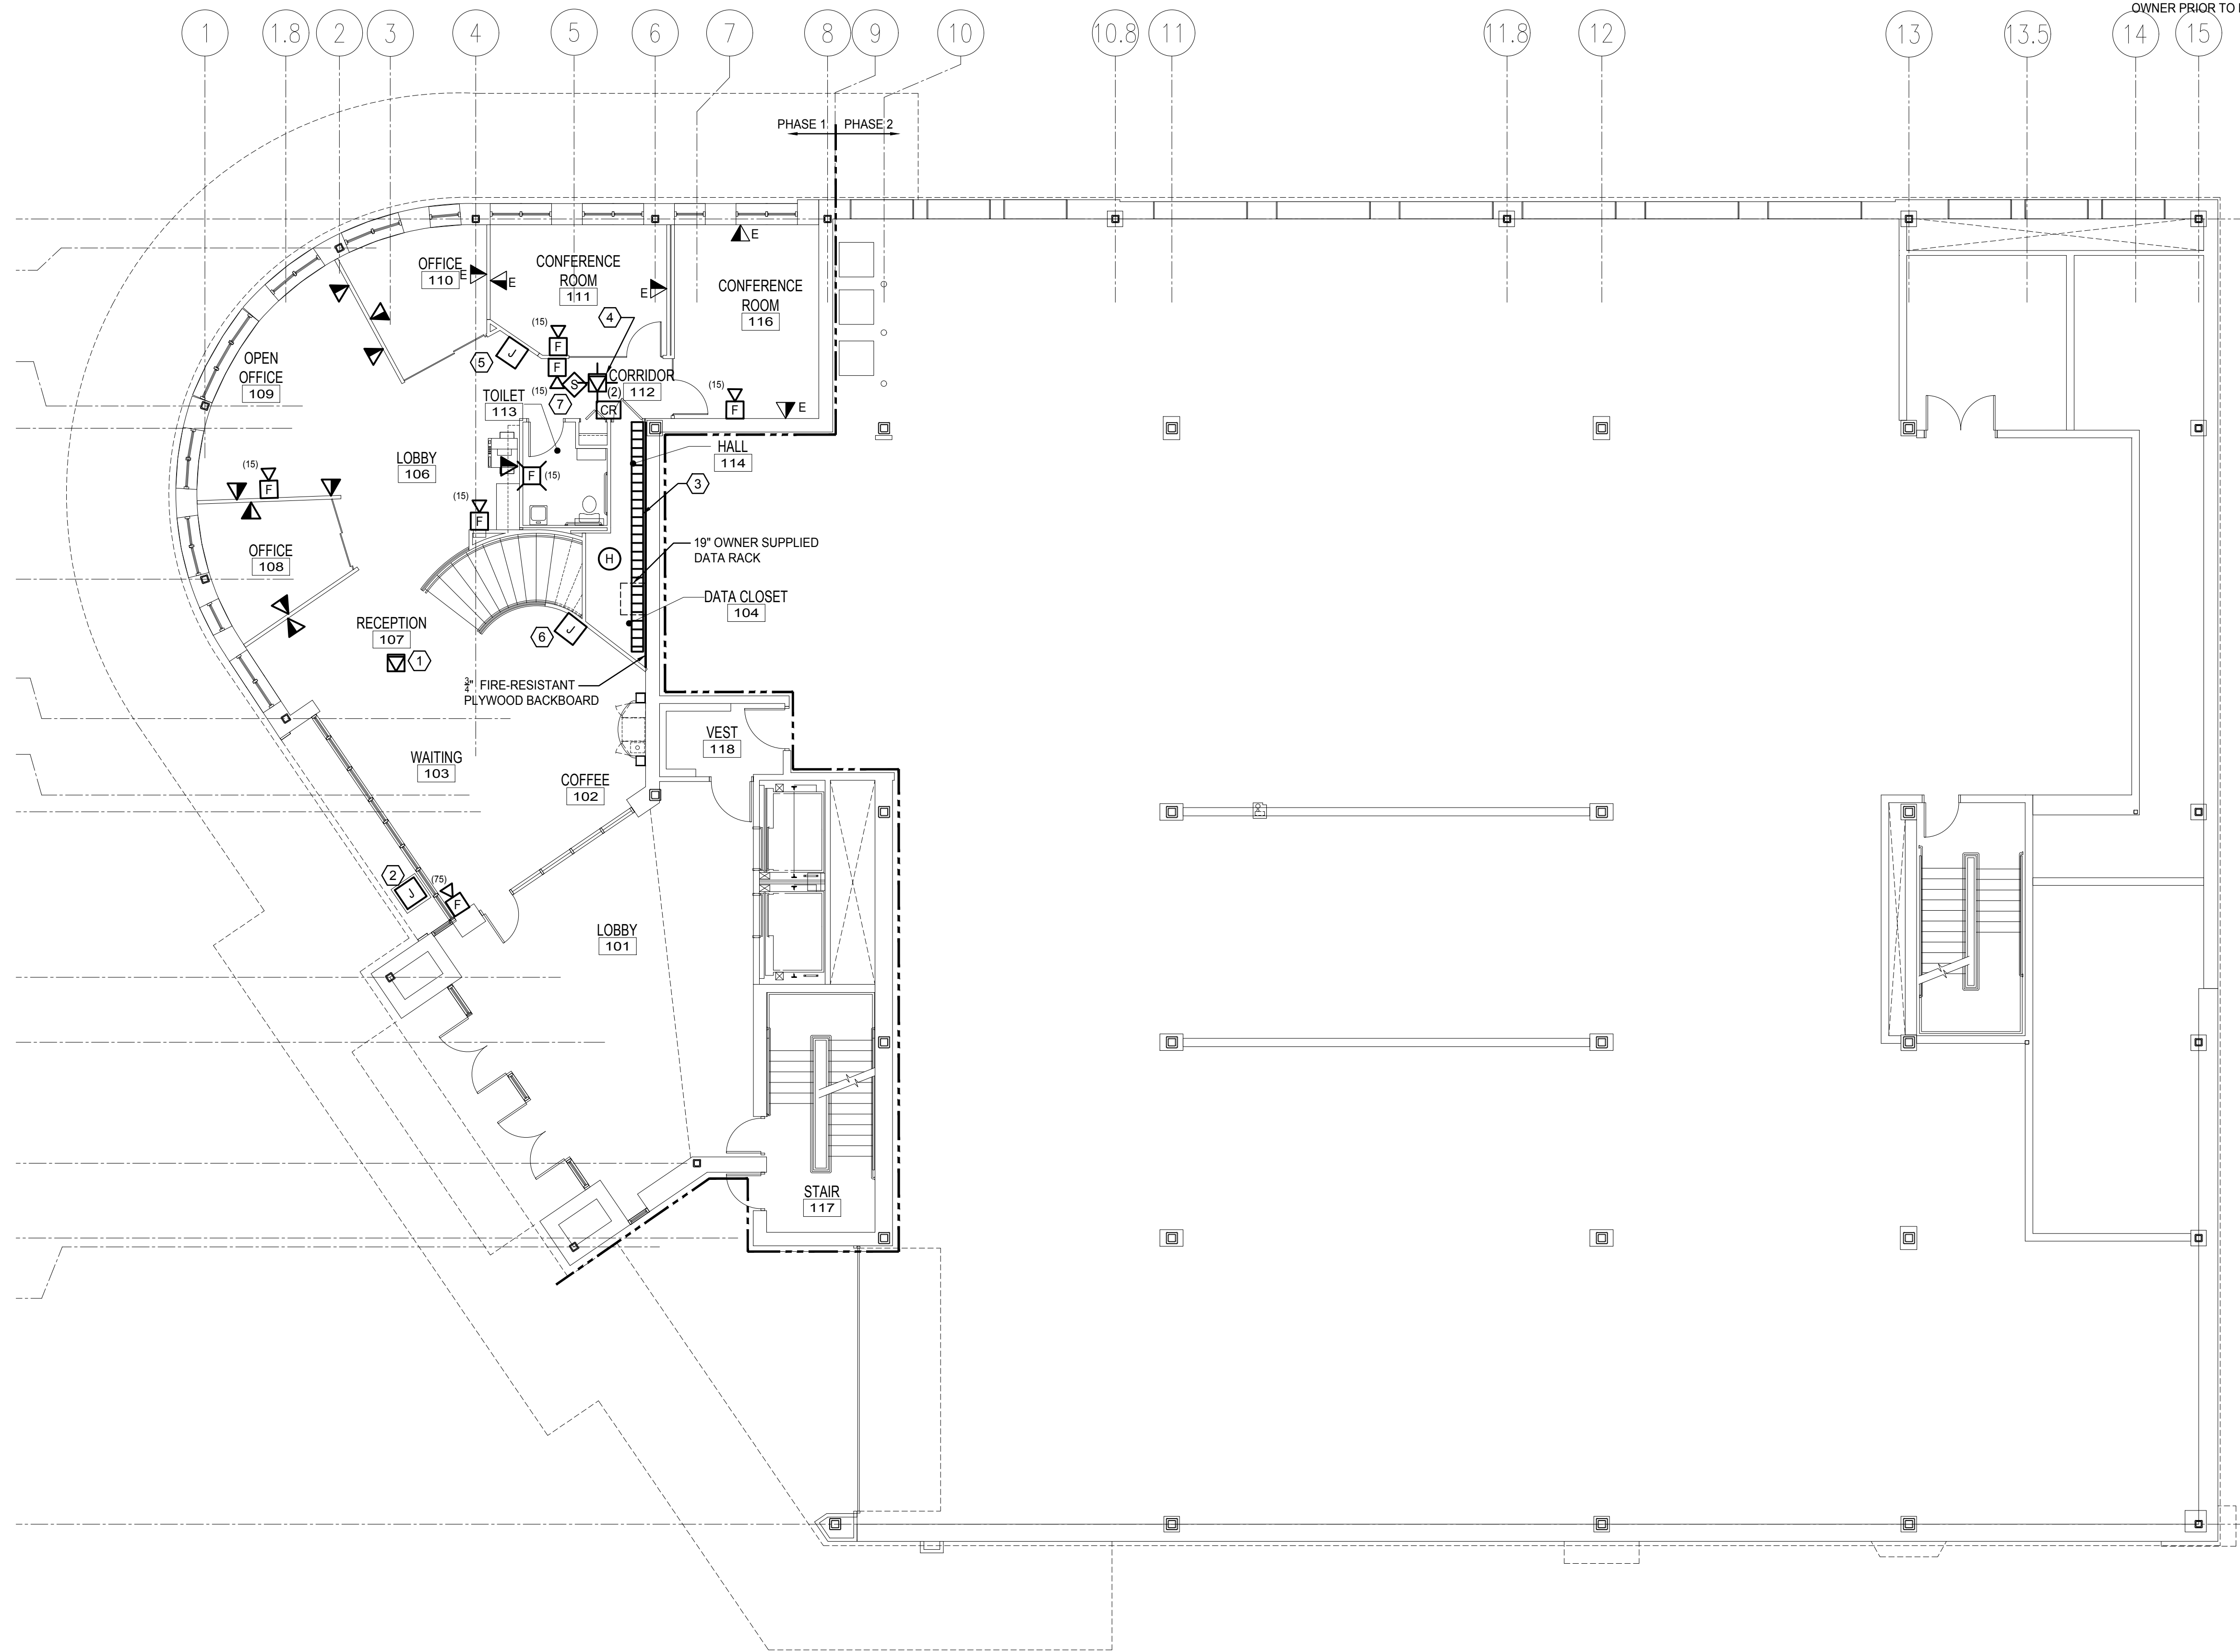 OWNER PRIOR TO
1
1.8
2
3
4
5
6
7
8
9
10
10.8
11
11.8
12
13
13.5
14
15
PHASE 1
PHASE 2
E
OFFICE
110
E
E
CONFERENCE
ROOM
111
E
CONFERENCE
ROOM
116
(15)
F
4
5
J
F
(15)
S
7
(2)
CORRIDOR
112
CR
(15)
F
E
OPEN
OFFICE
109
TOILET
113
LOBBY
106
HALL
114
(15)
F
F
(15)
3
(15)
F
OFFICE
108
H
19" OWNER SUPPLIED
DATA RACK
DATA CLOSET
104
RECEPTION
107
1
6
J
3/4" FIRE-RESISTANT
PLYWOOD BACKBOARD
VEST
118
WAITING
103
COFFEE
102
2
J
(75)
F
LOBBY
101
STAIR
117